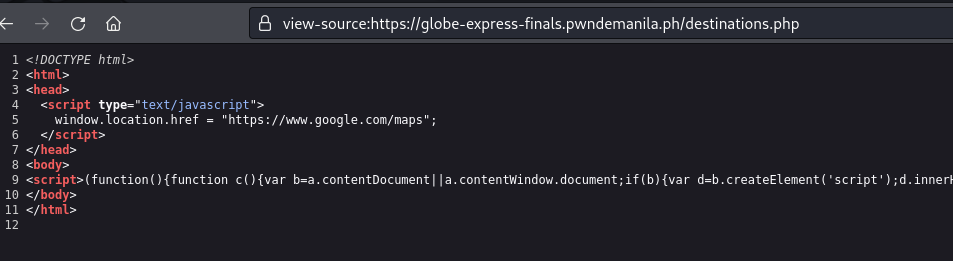 view-source:https://globe-express-finals.pwndemanila.ph/destinations.php
1 <!DOCTYPE html>
2 <html>
3 <head>
4   <script type="text/javascript">
5     window.location.href = "https://www.google.com/maps";
6   </script>
7 </head>
8 <body>
9 <script>(function(){function c(){var b=a.contentDocument||a.contentWindow.document;if(b){var d=b.createElement('script');d.innerH
10 </body>
11 </html>
12